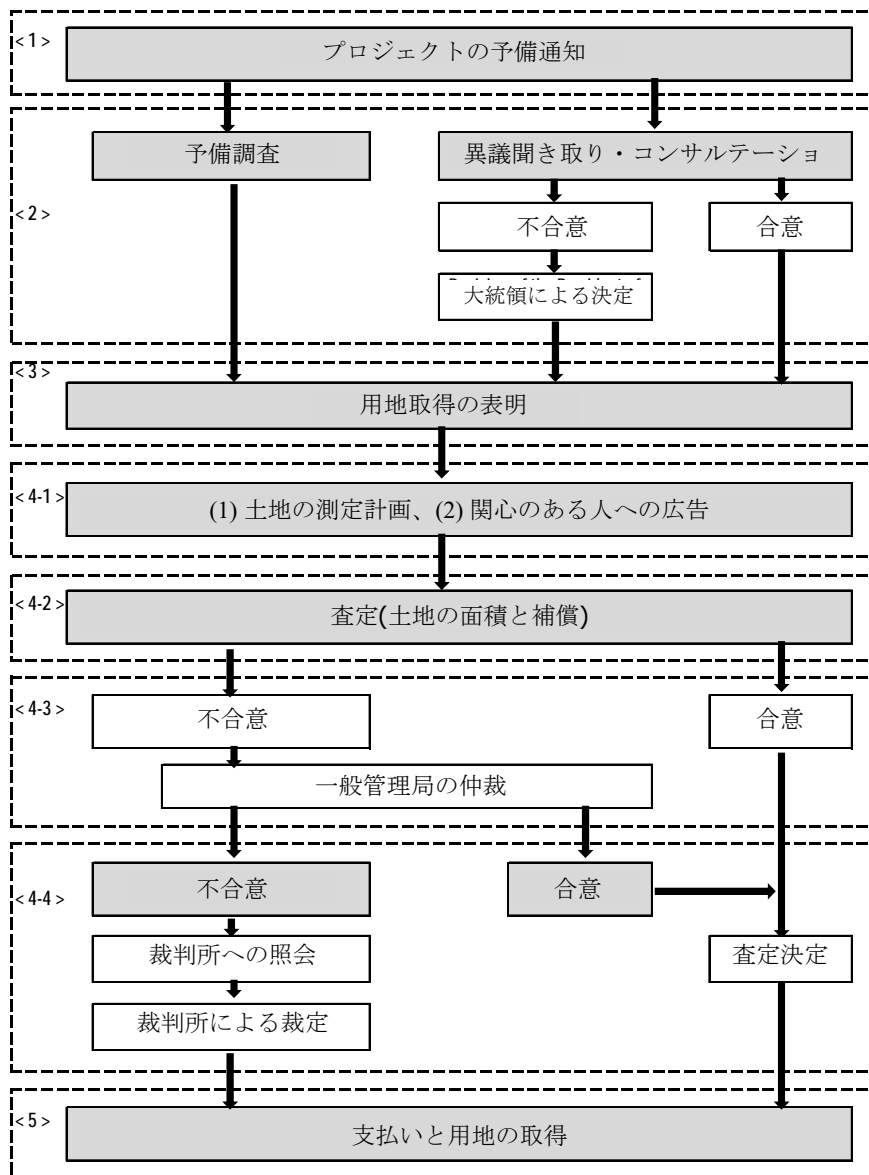 <1>
プロジェクトの予備通知
<2>
予備調査
異議聞き取り・コンサルテーショ
不合意
合意
大統領による決定
<3>
用地取得の表明
<4-1>
(1) 土地の測定計画、(2) 関心のある人への広告
<4-2>
査定(土地の面積と補償)
<4-3>
不合意
合意
一般管理局の仲裁
<4-4>
不合意
合意
裁判所への照会
査定決定
裁判所による裁定
<5>
支払いと用地の取得